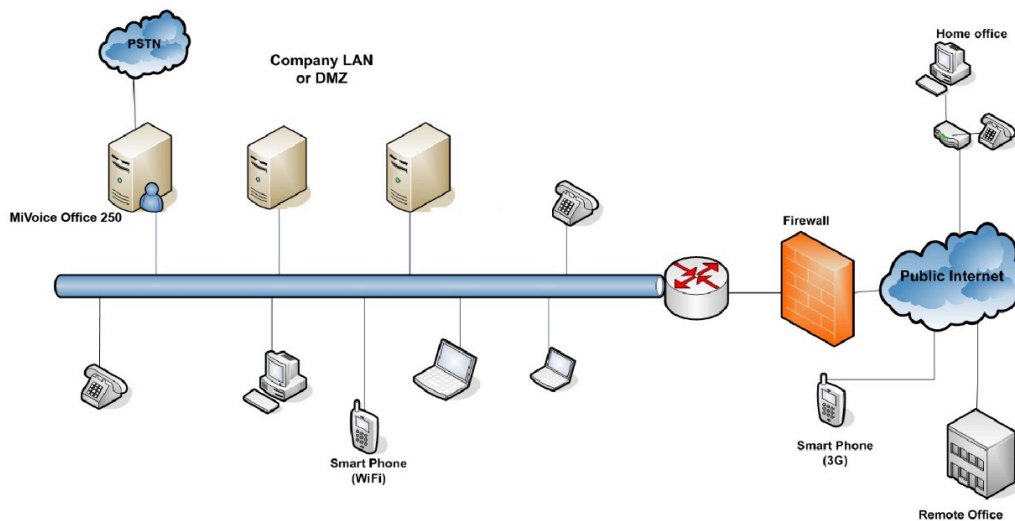 PSTN
Company LAN
or DMZ
Home office
MiVoice Office 250
Firewall
Public Internet
Smart Phone
(WiFi)
Smart Phone
(3G)
Remote Office